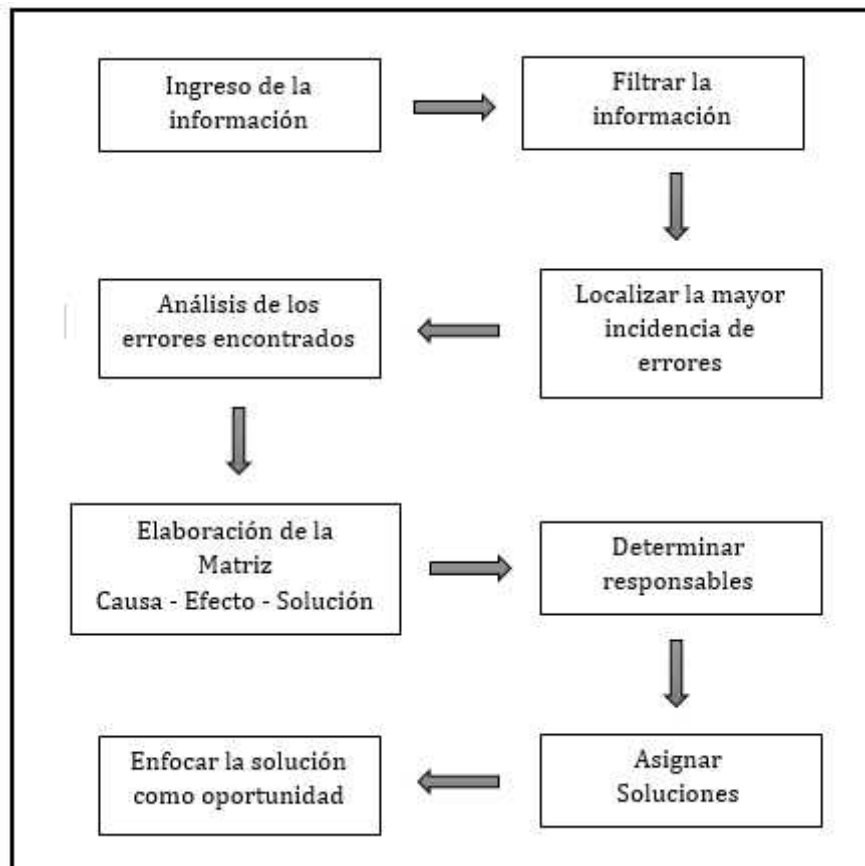 Ingreso de la
información
Filtrar la
información
Localizar la mayor
incidencia de
errores
Análisis de los
errores encontrados
Elaboración de la
Matriz
Causa - Efecto - Solución
Determinar
responsables
Asignar
Soluciones
Enfocar la solución
como oportunidad